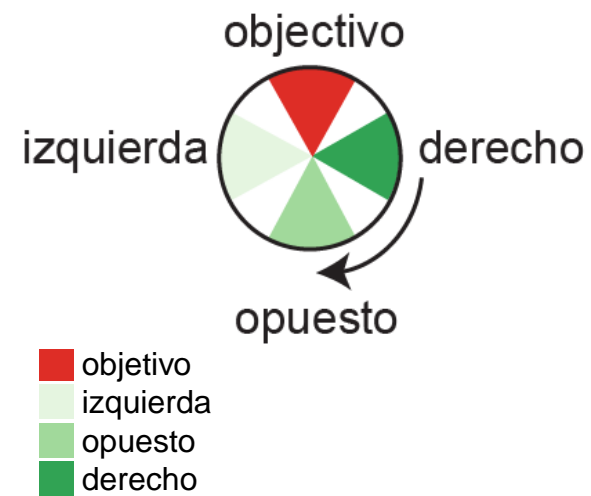 objectivo
izquierda
derecho
opuesto
objetivo
izquierda
opuesto
derecho